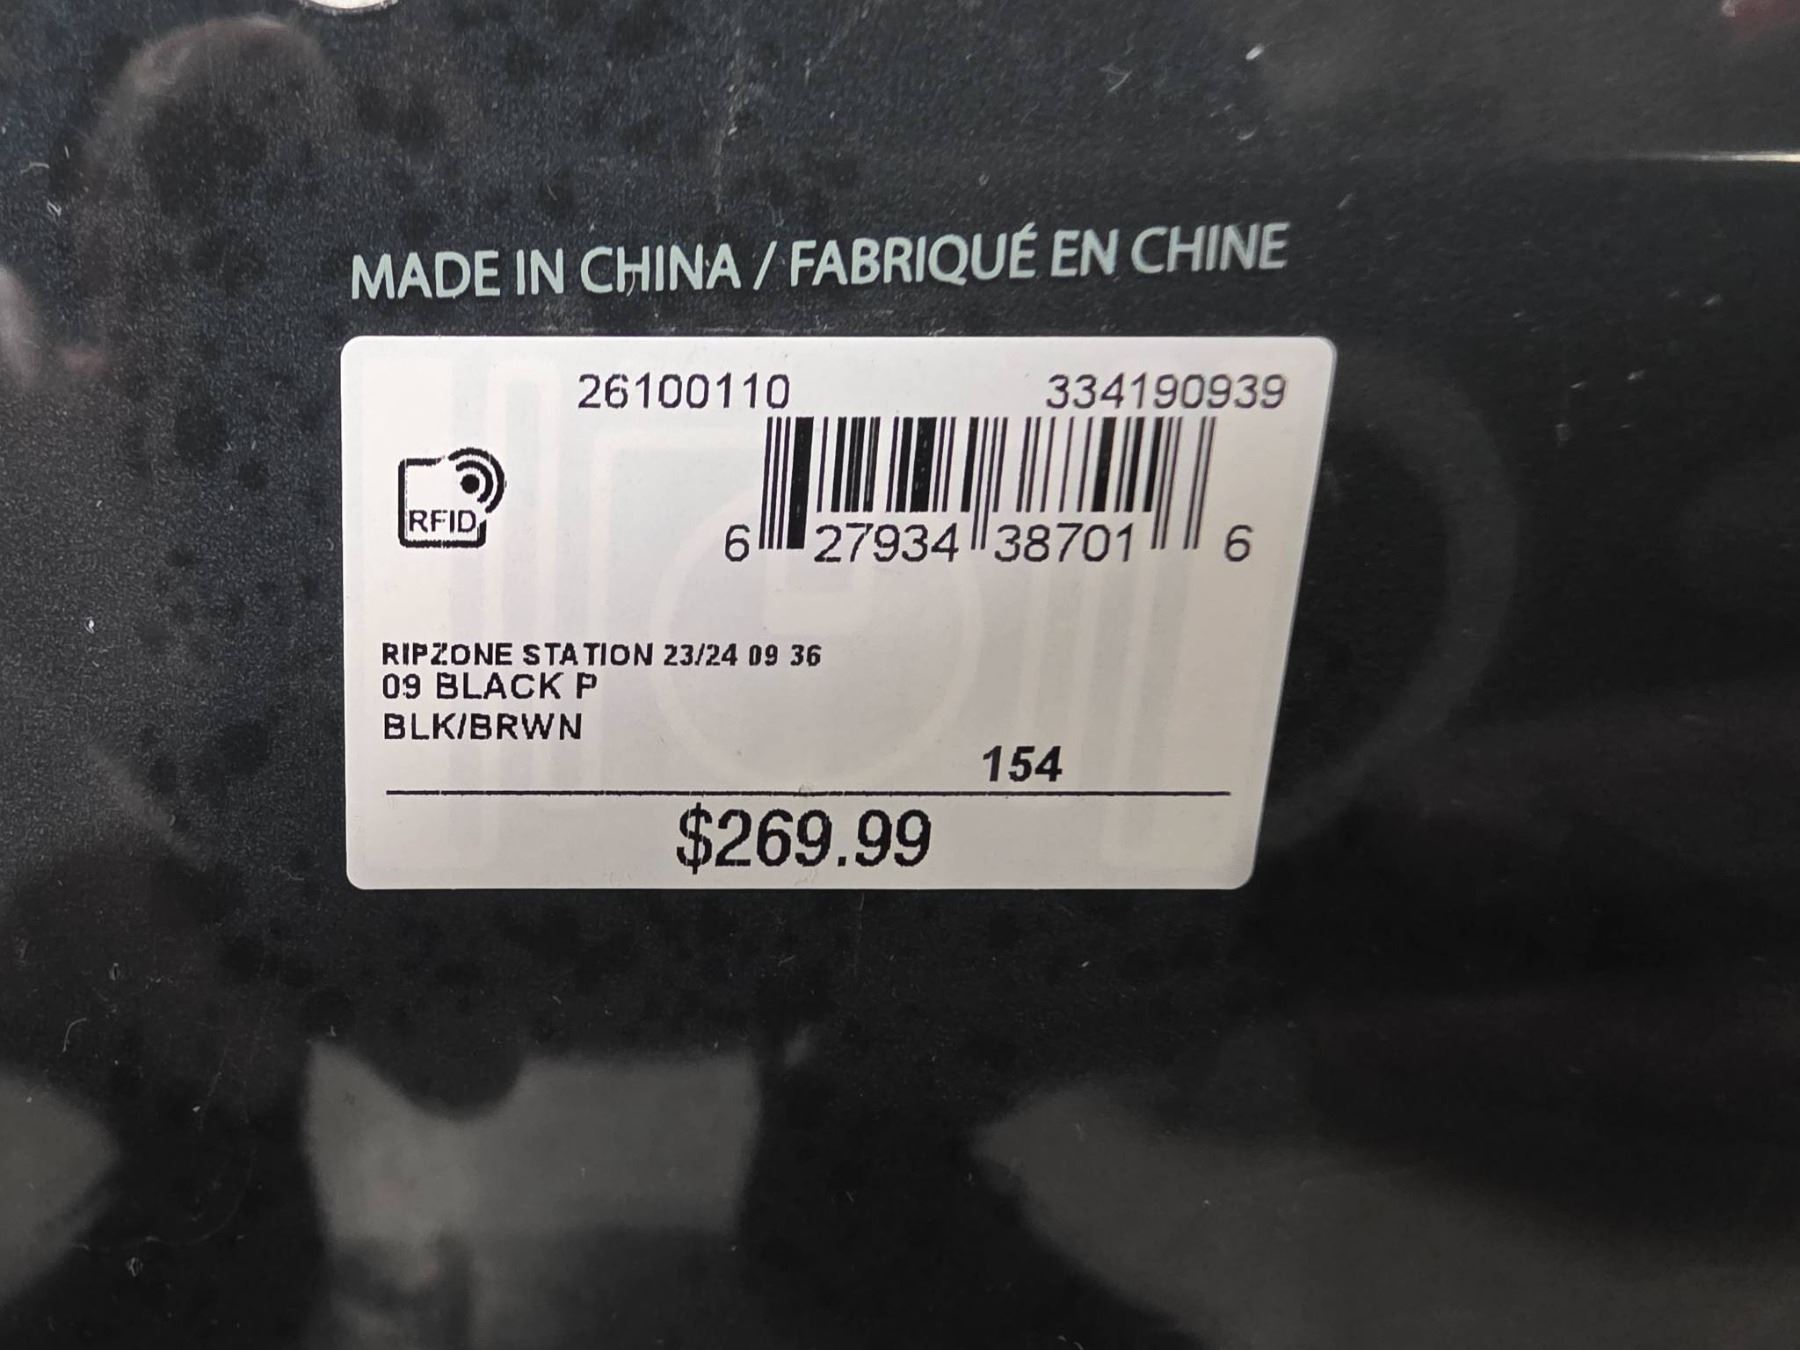 MADE IN CHINA / FABRIQUÉ EN CHINE
26100110 334190939
RFID
6 27934 38701 6
RIPZONE STATION 23/24 09 36
09 BLACK P
BLK/BRWN
154
$269.99